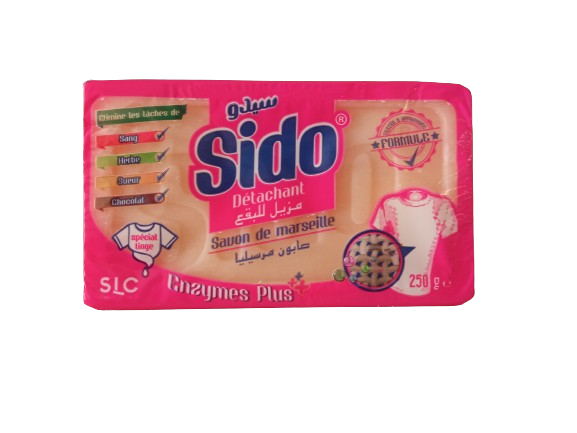 سيدو
Sido®
Elimine les tâches de
Sang
Herbe
Sueur
Chocolat
FORMULE
Détachant
مزيل للبقع
Savon de marseille
صابون مرسيليا
spécial
linge
SLC
Enzymes Plus
250 g e